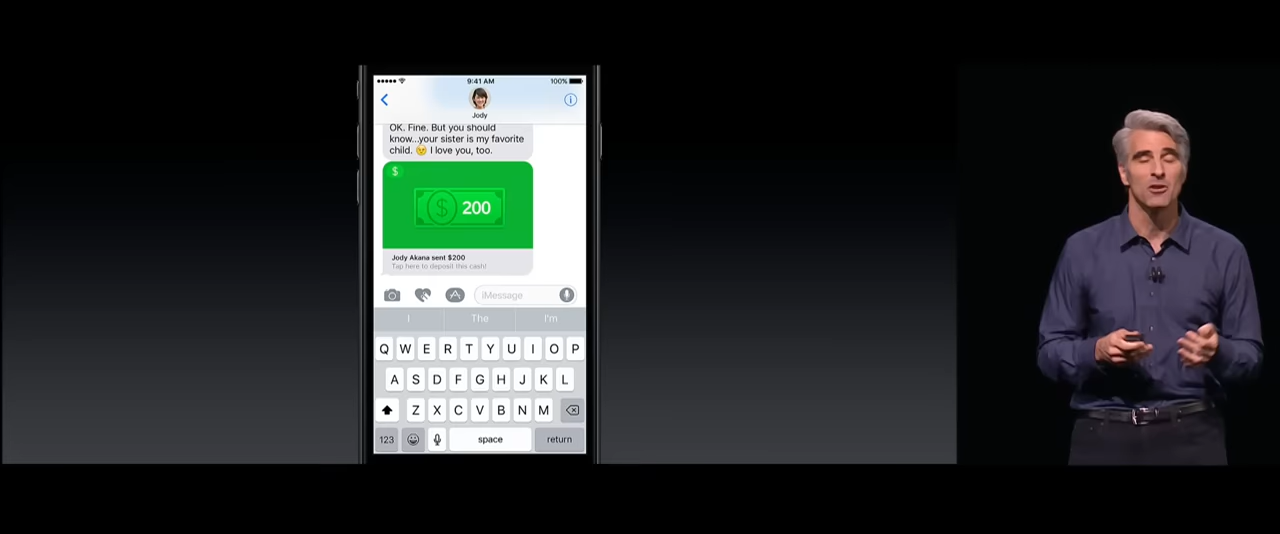 9:41 AM
100%
Jody
OK. Fine. But you should
know...your sister is my favorite
child. 😉 I love you, too.
$
$ 200
Jody Akana sent $200
Tap here to deposit this cash!
iMessage
I The I'm
Q W E R T Y U I O P
A S D F G H J K L
Z X C V B N M
123 space return